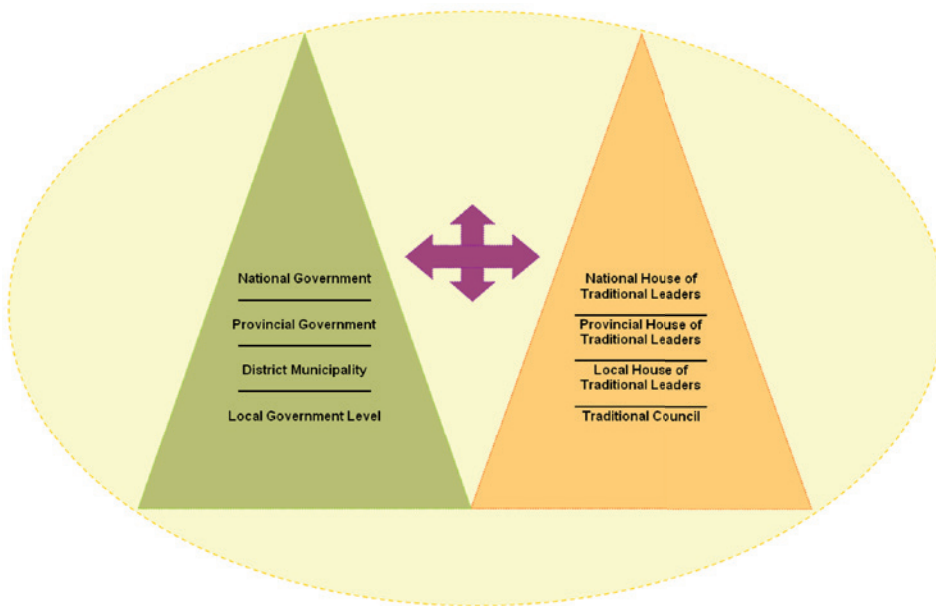 National Government
Provincial Government
District Municipality
Local Government Level
National House of
Traditional Leaders
Provincial House of
Traditional Leaders
Local House of
Traditional Leaders
Traditional Council